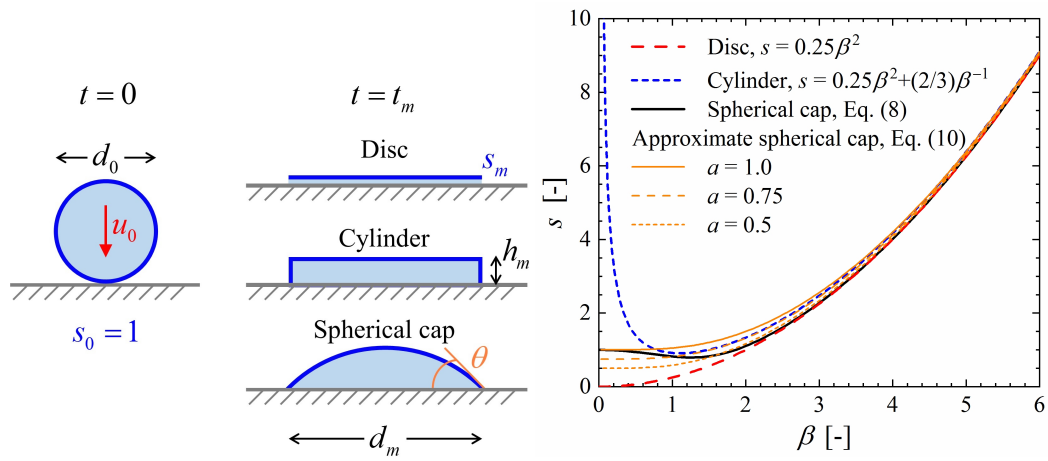 t = 0
d₀
u₀
s₀ = 1
t = tₘ
Disc
sₘ
Cylinder
hₘ
Spherical cap
θ
dₘ
10
8
6
4
2
0
s [-]
Disc, s = 0.25β²
Cylinder, s = 0.25β²+(2/3)β⁻¹
Spherical cap, Eq. (8)
Approximate spherical cap, Eq. (10)
a = 1.0
a = 0.75
a = 0.5
0 1 2 3 4 5 6
β [-]